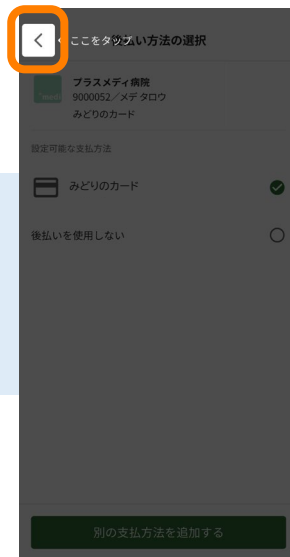 ここをタップ
後払い方法の選択
プラスメディ病院
9000052／メデ タロウ
みどりのカード
設定可能な支払方法
みどりのカード
後払いを使用しない
別の支払方法を追加する